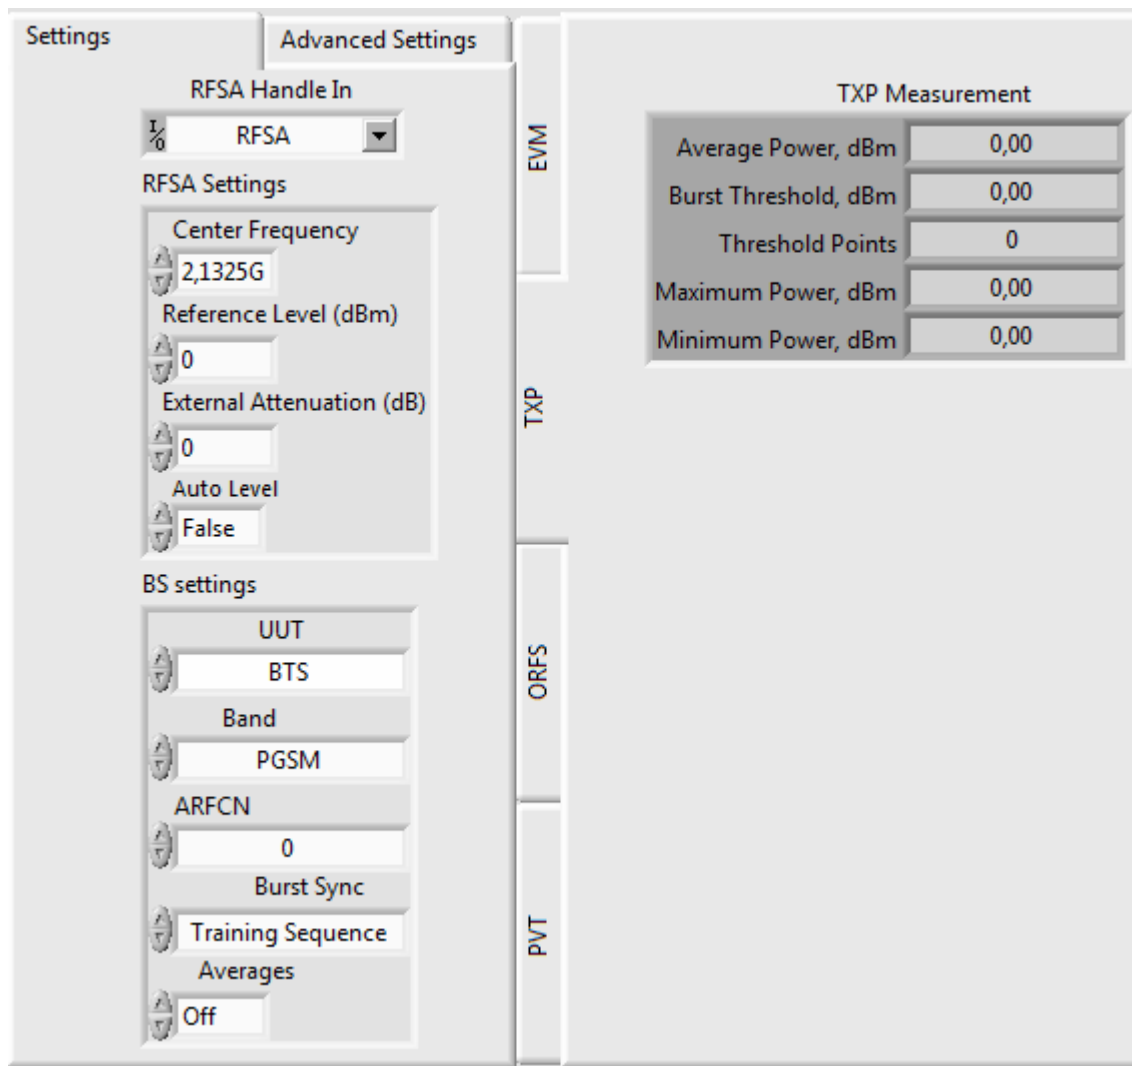 Settings
Advanced Settings
RFSA Handle In
I/O
RFSA
RFSA Settings
Center Frequency
2,1325G
Reference Level (dBm)
0
External Attenuation (dB)
0
Auto Level
False
BS settings
UUT
BTS
Band
PGSM
ARFCN
0
Burst Sync
Training Sequence
Averages
Off
EVM
TXP
ORFS
PVT
TXP Measurement
Average Power, dBm 0,00
Burst Threshold, dBm 0,00
Threshold Points 0
Maximum Power, dBm 0,00
Minimum Power, dBm 0,00